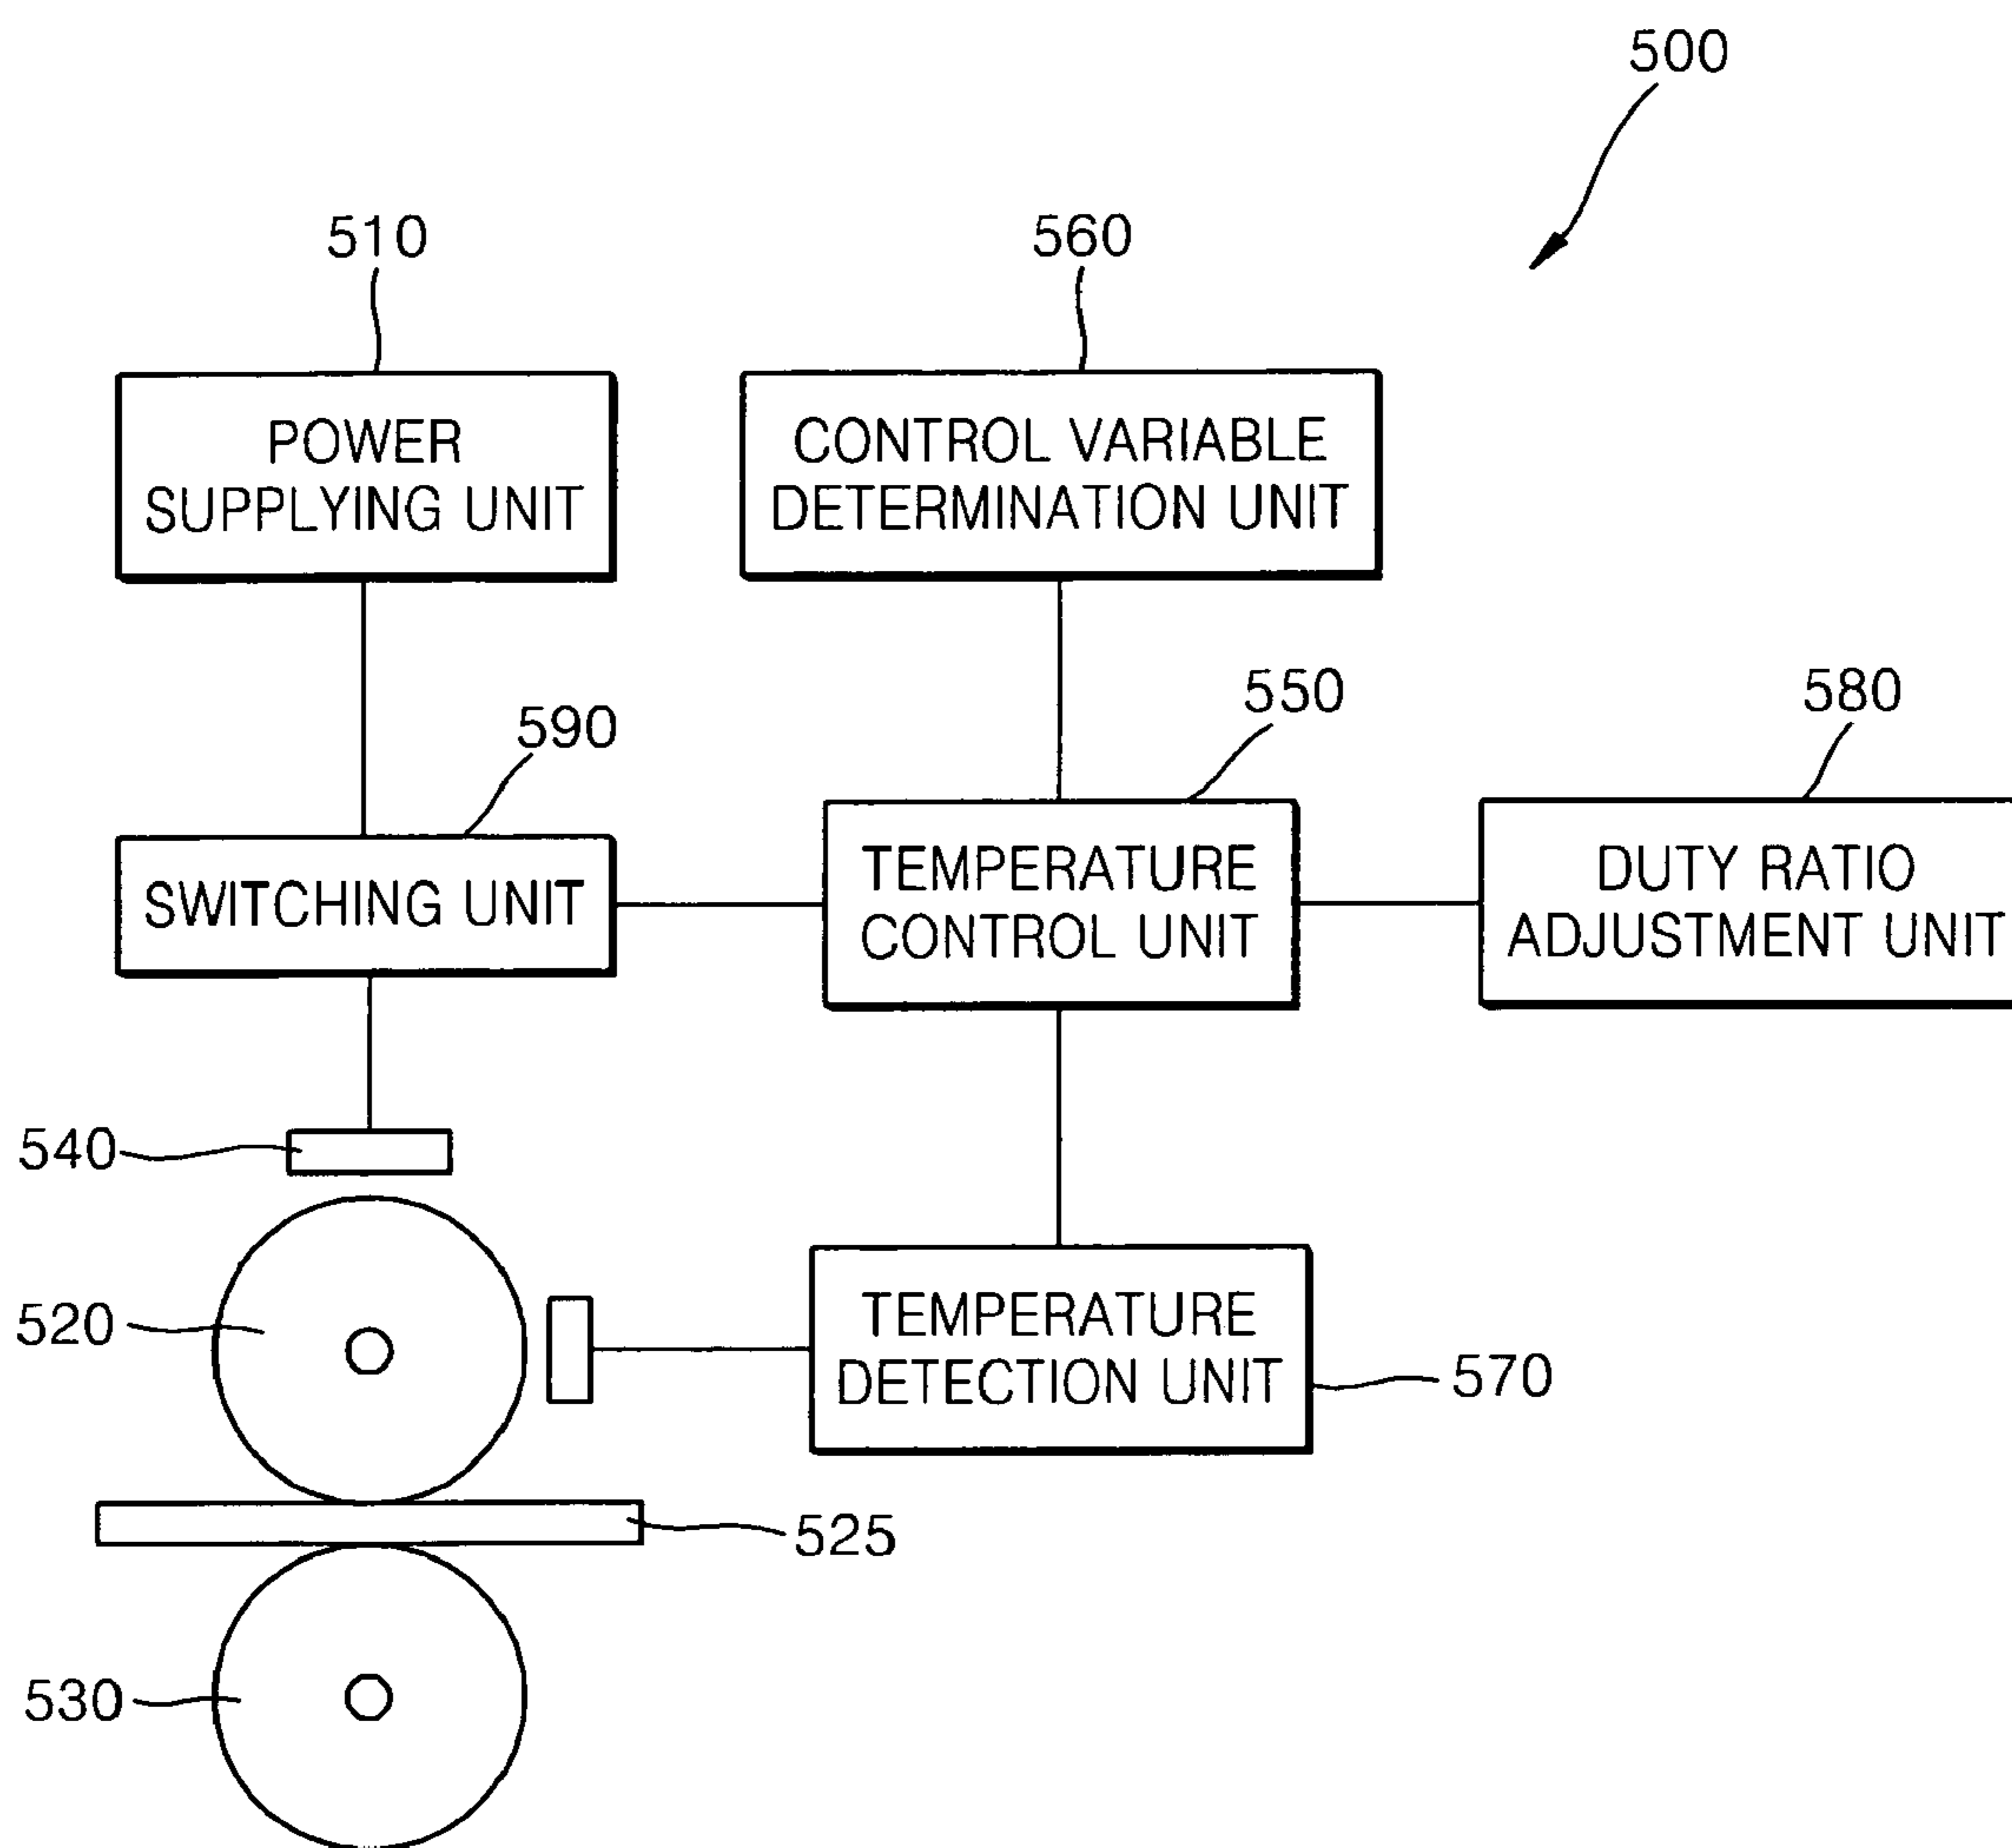 500
510
560
POWER
SUPPLYING UNIT
CONTROL VARIABLE
DETERMINATION UNIT
590
550
580
SWITCHING UNIT
TEMPERATURE
CONTROL UNIT
DUTY RATIO
ADJUSTMENT UNIT
540
520
TEMPERATURE
DETECTION UNIT
570
525
530